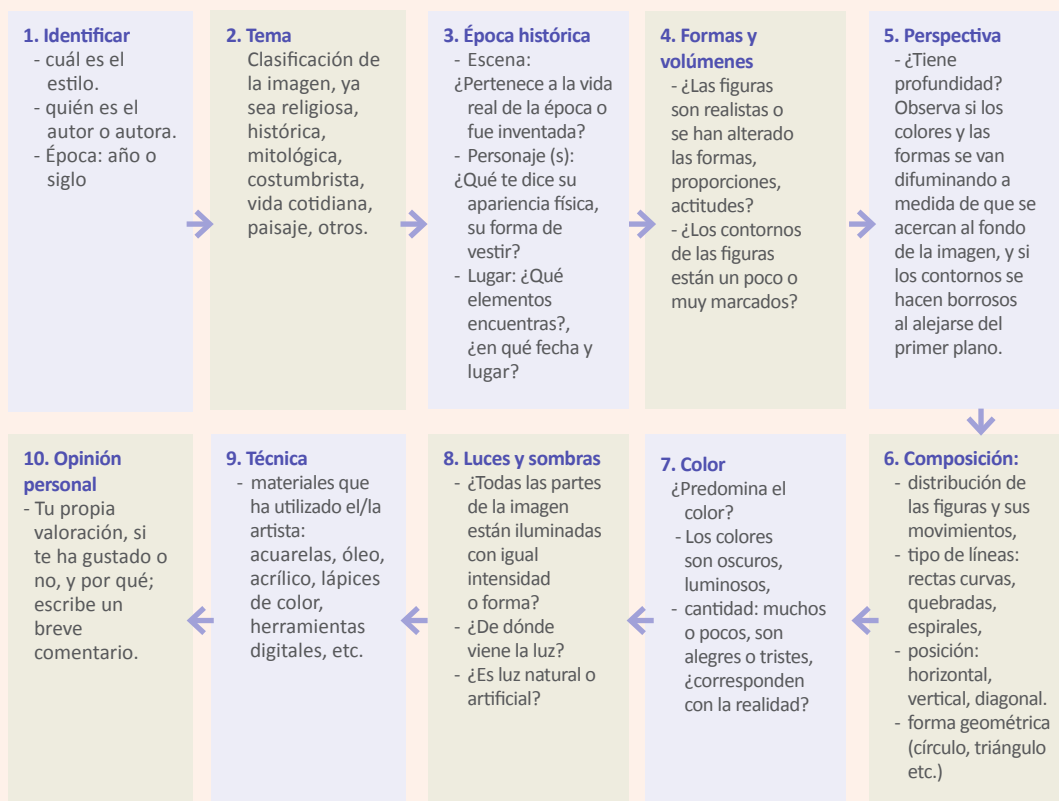 1. Identificar
- cuál es el
estilo.
- quién es el
autor o autora.
- Época: año o
siglo
2. Tema
Clasificación de
la imagen, ya
sea religiosa,
histórica,
mitológica,
costumbrista,
vida cotidiana,
paisaje, otros.
3. Época histórica
- Escena:
¿Pertenece a la vida
real de la época o
fue inventada?
- Personaje (s):
¿Qué te dice su
apariencia física,
su forma de
vestir?
- Lugar: ¿Qué
elementos
encuentras?,
¿en qué fecha y
lugar?
4. Formas y
volúmenes
- ¿Las figuras
son realistas o
se han alterado
las formas,
proporciones,
actitudes?
- ¿Los contornos
de las figuras
están un poco o
muy marcados?
5. Perspectiva
- ¿Tiene
profundidad?
Observa si los
colores y las
formas se van
difuminando a
medida de que se
acercan al fondo
de la imagen, y si
los contornos se
hacen borrosos
al alejarse del
primer plano.
6. Composición:
- distribución de
las figuras y sus
movimientos,
- tipo de líneas:
rectas curvas,
quebradas,
espirales,
- posición:
horizontal,
vertical, diagonal.
- forma geométrica
(círculo, triángulo
etc.)
7. Color
¿Predomina el
color?
- Los colores
son oscuros,
luminosos,
- cantidad: muchos
o pocos, son
alegres o tristes,
¿corresponden
con la realidad?
8. Luces y sombras
- ¿Todas las partes
de la imagen
están iluminadas
con igual
intensidad
o forma?
- ¿De dónde
viene la luz?
- ¿Es luz natural o
artificial?
9. Técnica
- materiales que
ha utilizado el/la
artista:
acuarelas, óleo,
acrílico, lápices
de color,
herramientas
digitales, etc.
10. Opinión
personal
- Tu propia
valoración, si
te ha gustado o
no, y por qué;
escribe un
breve
comentario.